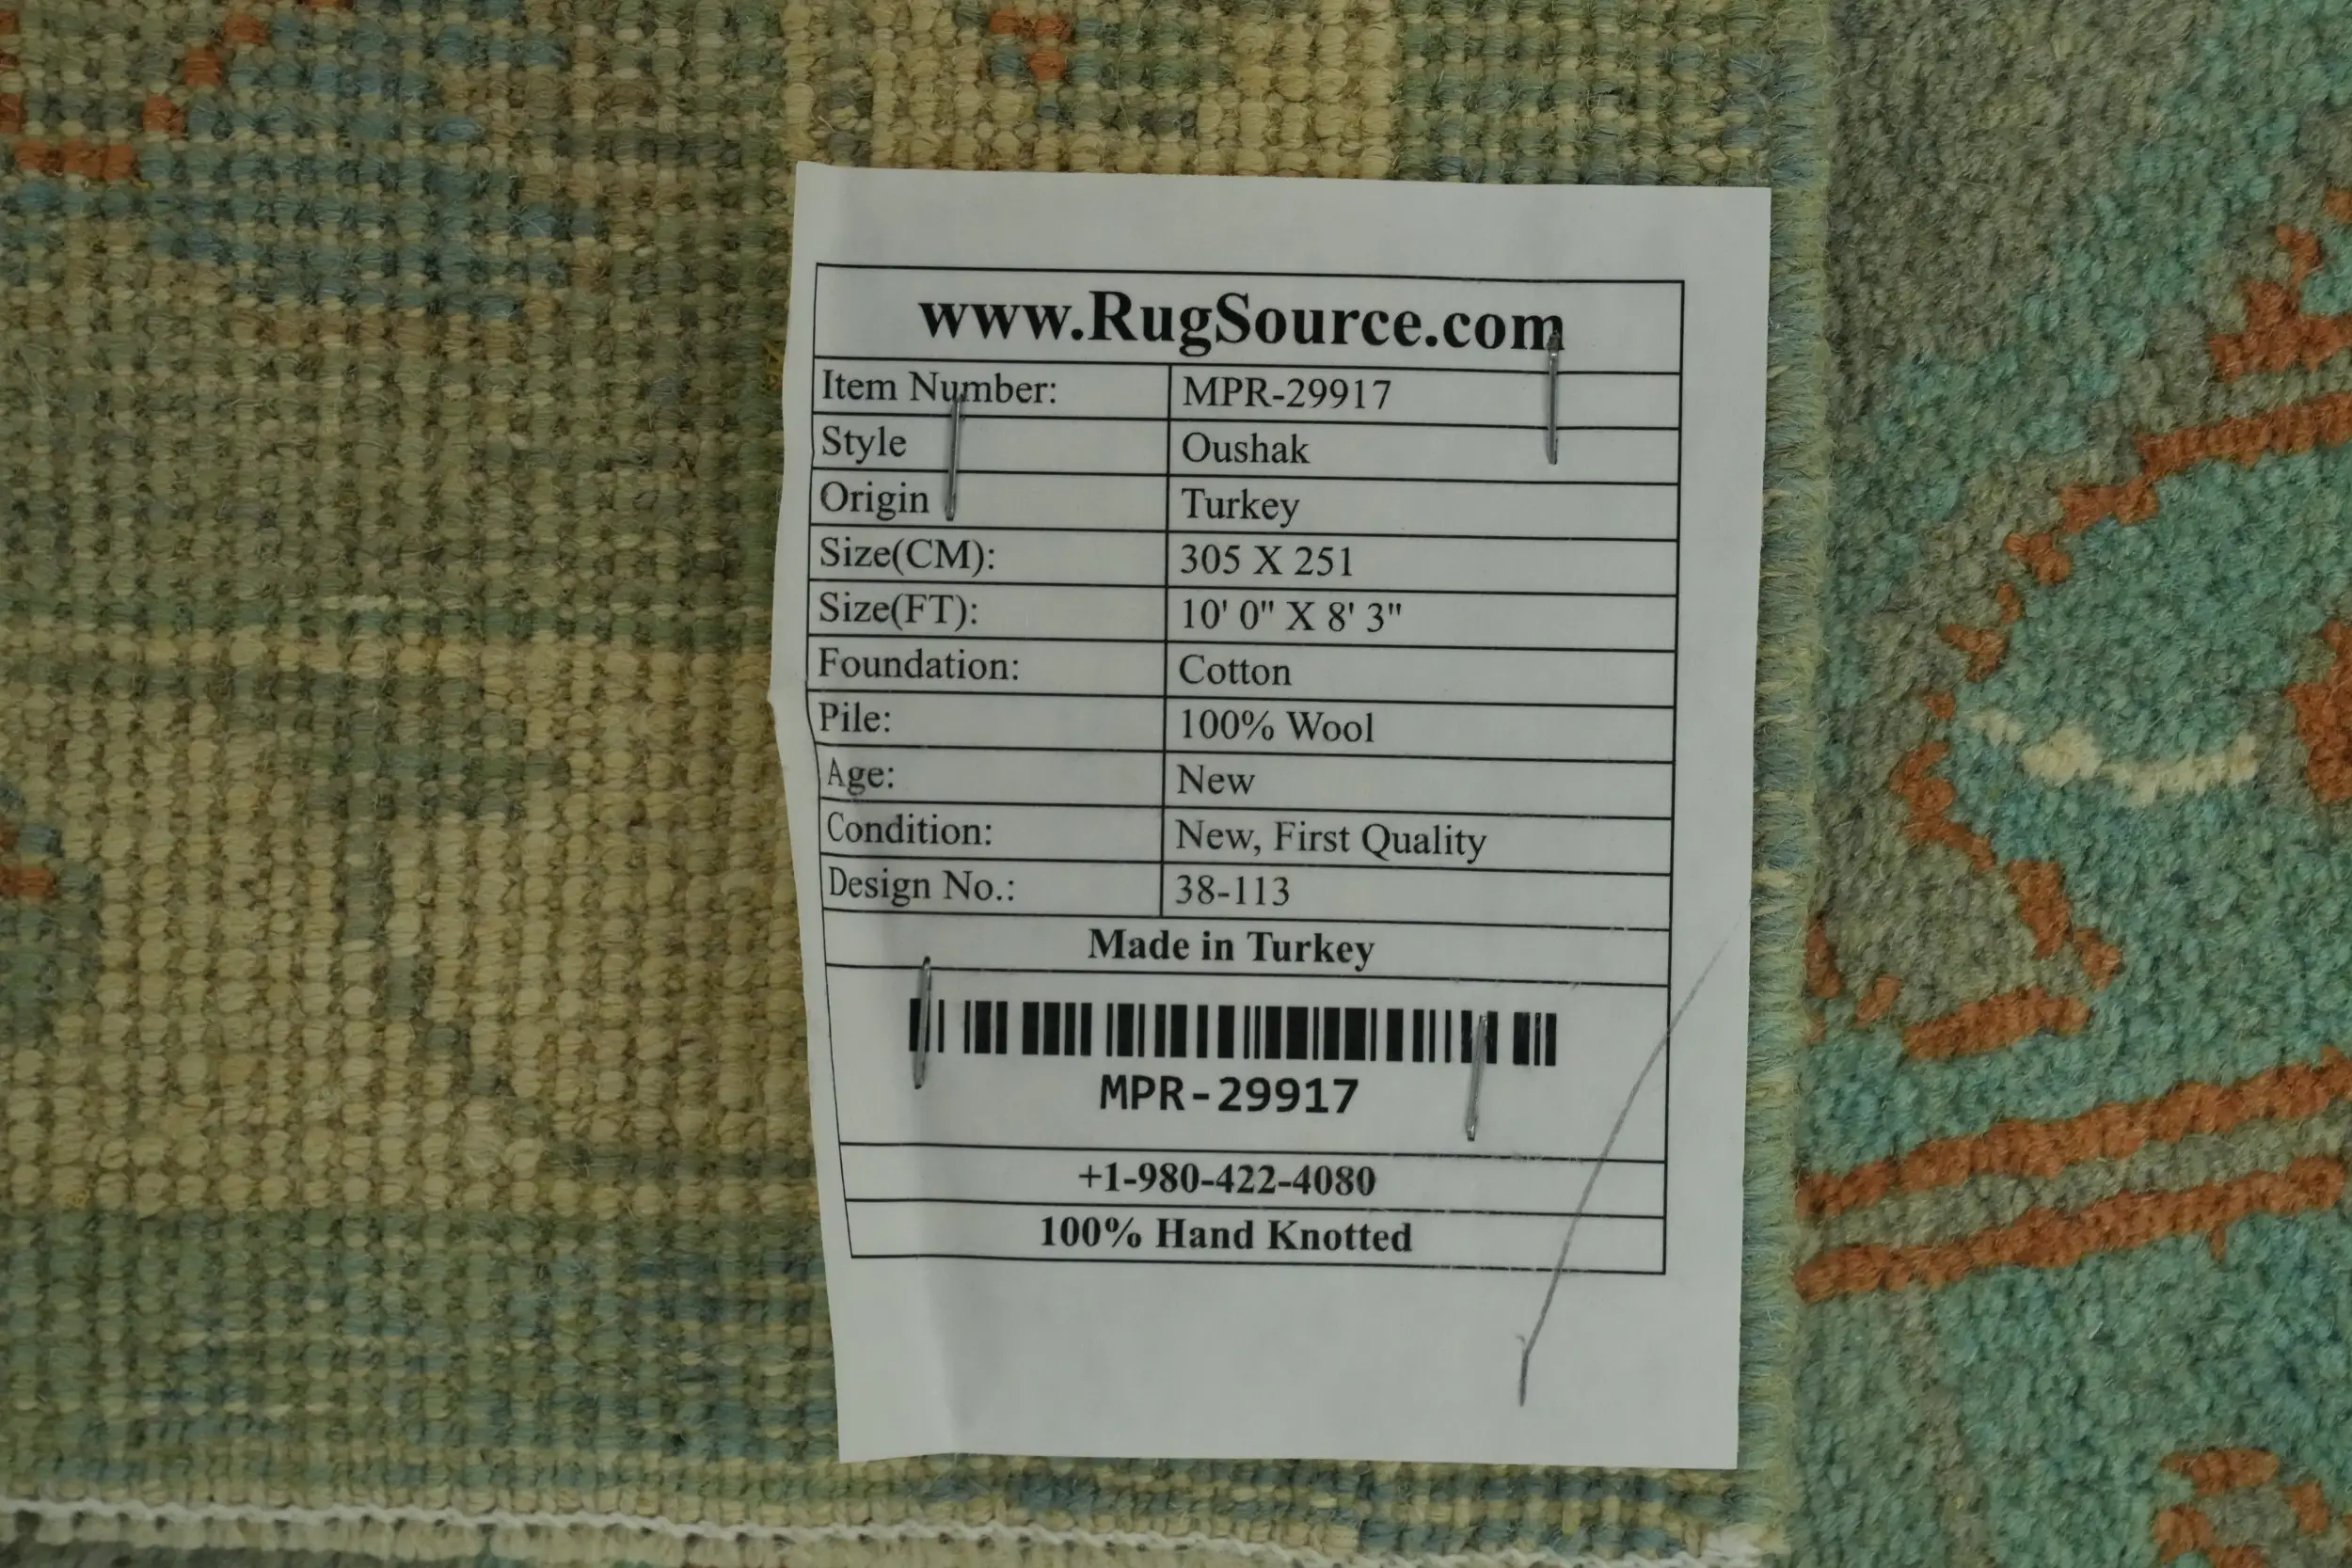 www.RugSource.com
Item Number: MPR-29917
Style Oushak
Origin Turkey
Size(CM): 305 X 251
Size(FT): 10' 0" X 8' 3"
Foundation: Cotton
Pile: 100% Wool
Age: New
Condition: New, First Quality
Design No.: 38-113
Made in Turkey
MPR-29917
+1-980-422-4080
100% Hand Knotted